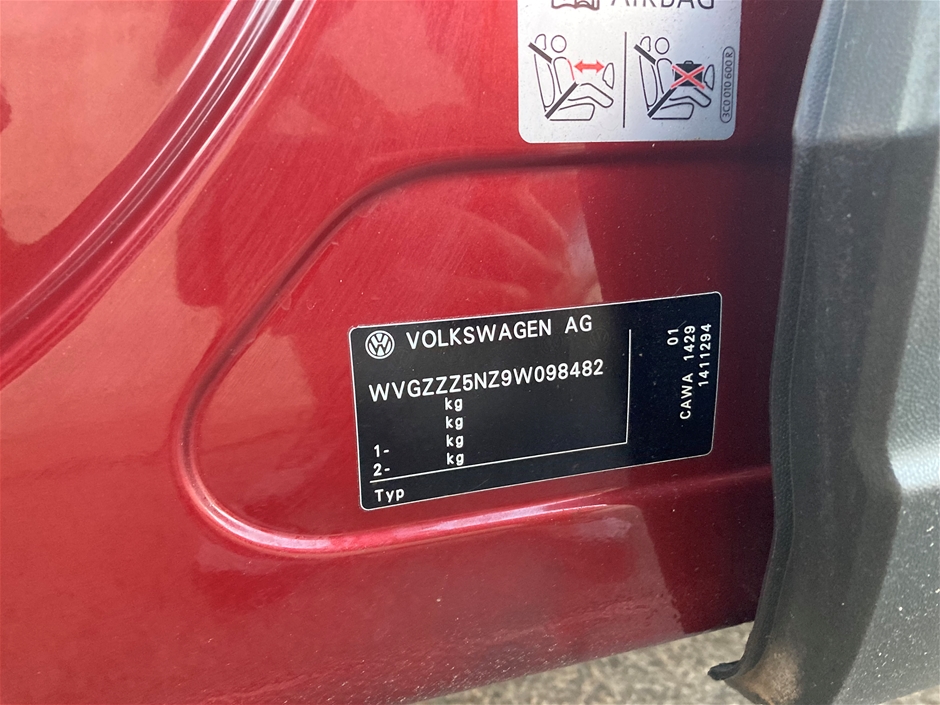 AIRBAG
3C0 010 600 R
VOLKSWAGEN AG
WVGZZZ5NZ9W098482
kg
kg
1- kg
2- kg
Typ
01
CAWA 1429
1411294